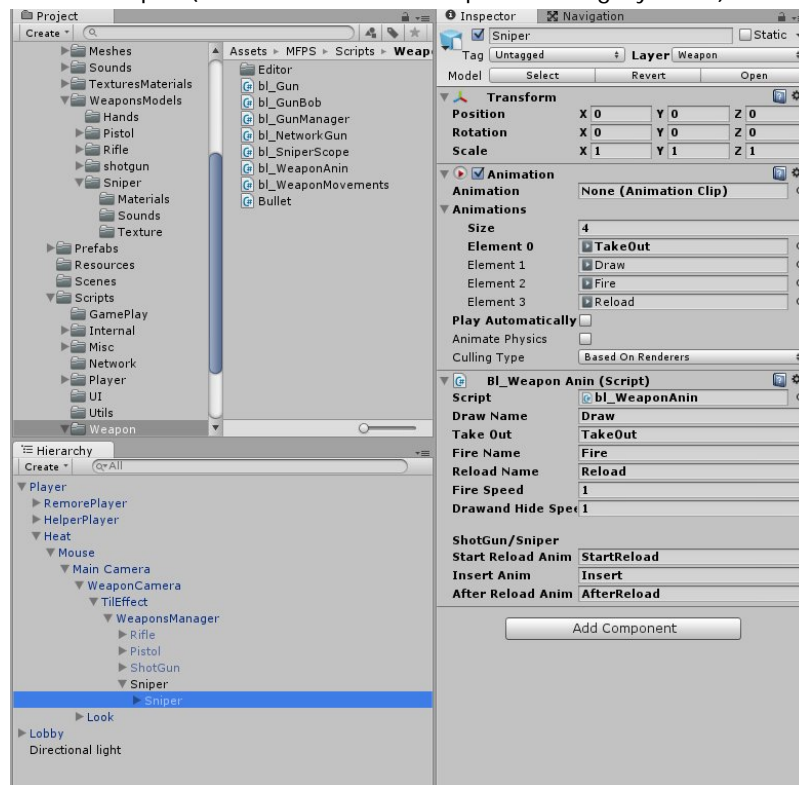 Project
Create
Meshes
Sounds
TexturesMaterials
WeaponsModels
Hands
Pistol
Rifle
shotgun
Sniper
Materials
Sounds
Texture
Prefabs
Resources
Scenes
Scripts
GamePlay
Internal
Misc
Network
Player
UI
Utils
Weapon
Assets ▸ MFPS ▸ Scripts ▸ Weap
Editor
bl_Gun
bl_GunBob
bl_GunManager
bl_NetworkGun
bl_SniperScope
bl_WeaponAnin
bl_WeaponMovements
Bullet
Hierarchy
Create All
Player
RemorePlayer
HelperPlayer
Heat
Mouse
Main Camera
WeaponCamera
TilEffect
WeaponsManager
Rifle
Pistol
ShotGun
Sniper
Sniper
Look
Lobby
Directional light
Inspector Navigation
Sniper Static
Tag Untagged Layer Weapon
Model Select Revert Open
Transform
Position X 0 Y 0 Z 0
Rotation X 0 Y 0 Z 0
Scale X 1 Y 1 Z 1
Animation
Animation None (Animation Clip)
Animations
Size 4
Element 0 TakeOut
Element 1 Draw
Element 2 Fire
Element 3 Reload
Play Automatically
Animate Physics
Culling Type Based On Renderers
Bl_Weapon Anin (Script)
Script bl_WeaponAnin
Draw Name Draw
Take Out TakeOut
Fire Name Fire
Reload Name Reload
Fire Speed 1
Drawand Hide Spee 1
ShotGun/Sniper
Start Reload Anim StartReload
Insert Anim Insert
After Reload Anim AfterReload
Add Component